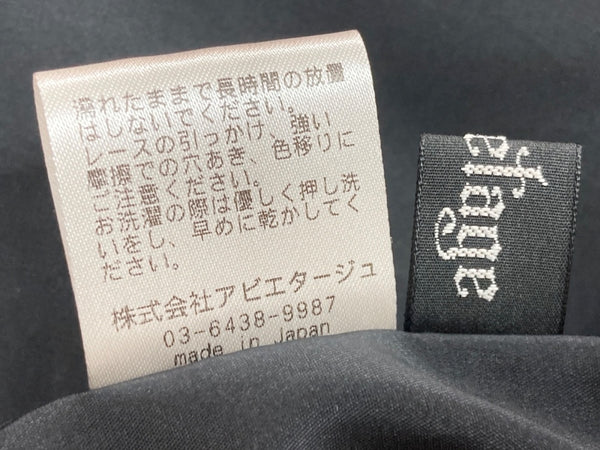 濡れたままで長時間の放置
はしないでください。
レースの引っかけ、強い
摩擦での穴あき、色移りに
ご注意ください。
お洗濯の際は優しく押し洗
いをし、早めに乾かしてく
ださい。
株式会社アビエタージュ
03-6438-9987
made in Japan
efage